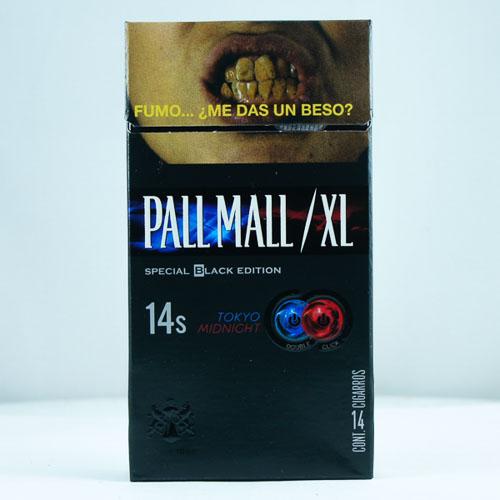 FUMO... ¿ME DAS UN BESO?
PALL MALL / XL
SPECIAL BLACK EDITION
14s
TOKYO
MIDNIGHT
DOUBLE CLICK
CONT. 14 CIGARROS